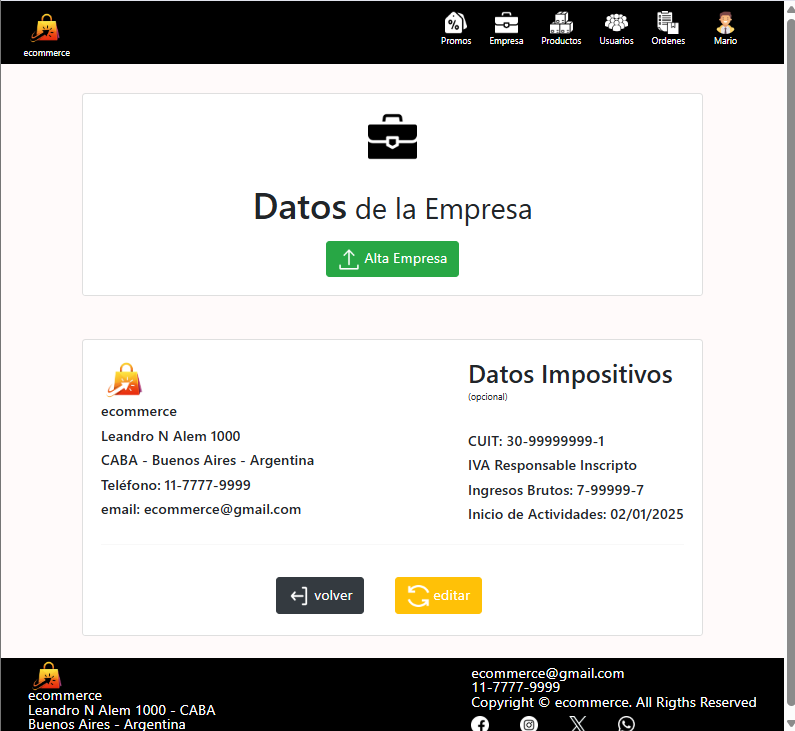 ecommerce
Promos
Empresa
Productos
Usuarios
Ordenes
Mario
Datos de la Empresa
Alta Empresa
ecommerce
Leandro N Alem 1000
CABA - Buenos Aires - Argentina
Teléfono: 11-7777-9999
email: ecommerce@gmail.com
Datos Impositivos
(opcional)
CUIT: 30-99999999-1
IVA Responsable Inscripto
Ingresos Brutos: 7-99999-7
Inicio de Actividades: 02/01/2025
volver
editar
ecommerce
Leandro N Alem 1000 - CABA
Buenos Aires - Argentina
ecommerce@gmail.com
11-7777-9999
Copyright © ecommerce. All Rigths Reserved